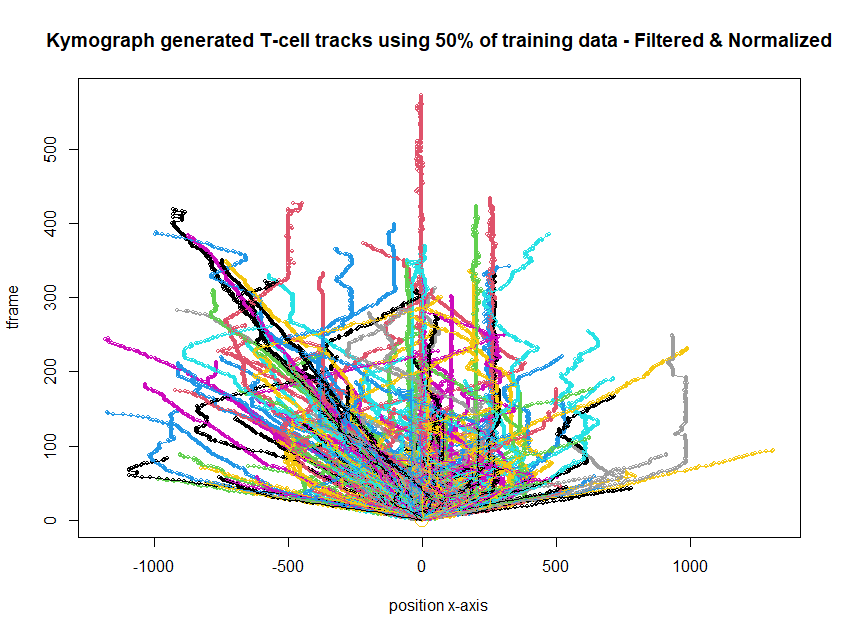 Kymograph generated T-cell tracks using 50% of training data - Filtered & Normalized
500
400
300
200
100
0
tframe
-1000 -500 0 500 1000
position x-axis